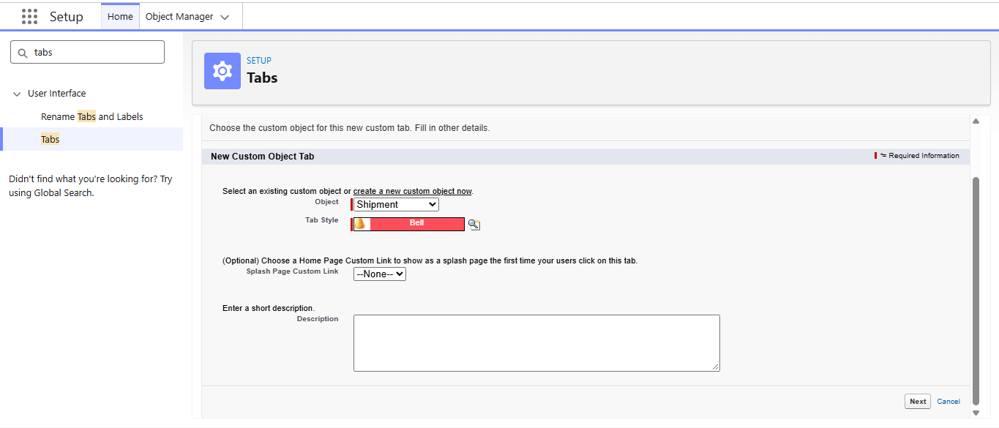 Setup
Home
Object Manager
tabs
User Interface
Rename Tabs and Labels
Tabs
Didn't find what you're looking for? Try
using Global Search.
SETUP
Tabs
Choose the custom object for this new custom tab. Fill in other details.
New Custom Object Tab
*= Required Information
Select an existing custom object or create a new custom object now.
Object Shipment
Tab Style Bell
(Optional) Choose a Home Page Custom Link to show as a splash page the first time your users click on this tab.
Splash Page Custom Link --None--
Enter a short description.
Description
Next Cancel